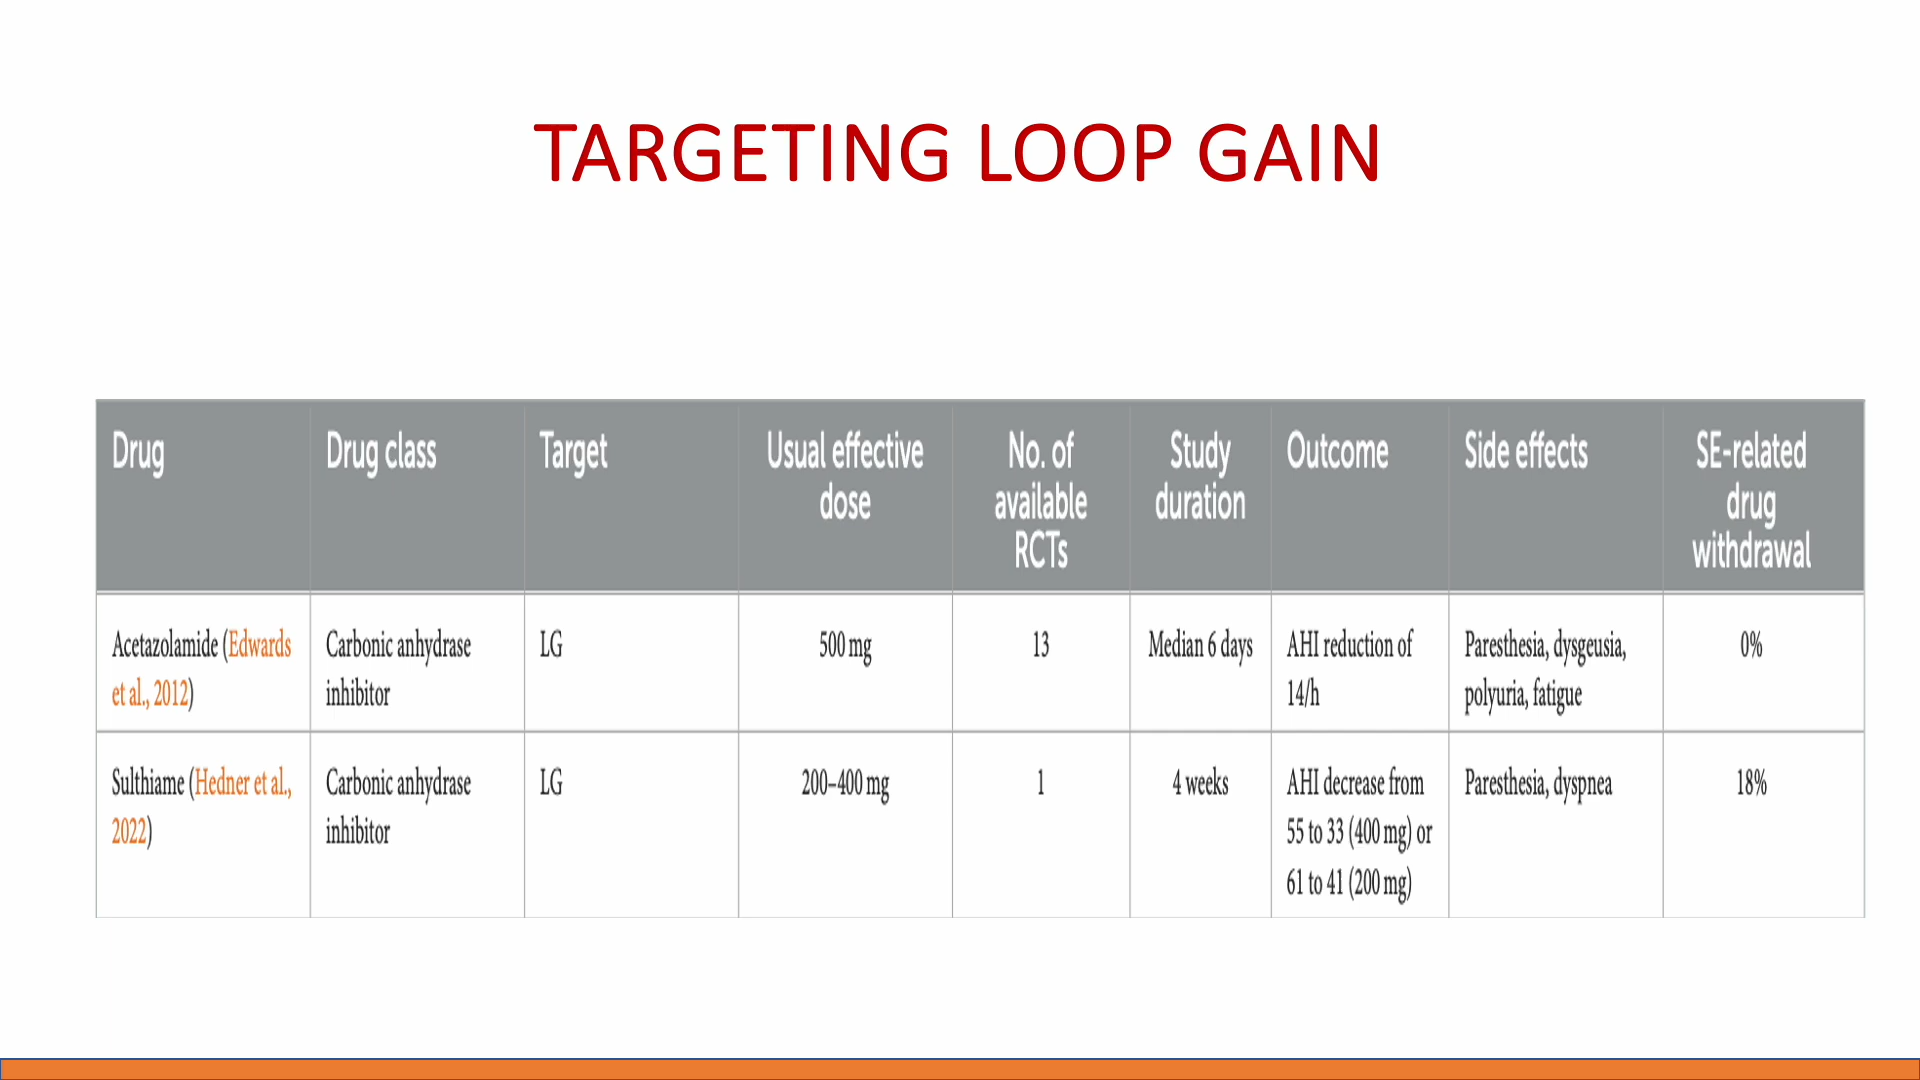 TARGETING LOOP GAIN
Drug
Drug class
Target
Usual effective
dose
No. of
available
RCTs
Study
duration
Outcome
Side effects
SE-related
drug
withdrawal
Acetazolamide (Edwards
et al., 2012)
Carbonic anhydrase
inhibitor
LG
500 mg
13
Median 6 days
AHI reduction of
14/h
Paresthesia, dysgeusia,
polyuria, fatigue
0%
Sulthiame (Hedner et al.,
2022)
Carbonic anhydrase
inhibitor
LG
200–400 mg
1
4 weeks
AHI decrease from
55 to 33 (400 mg) or
61 to 41 (200 mg)
Paresthesia, dyspnea
18%